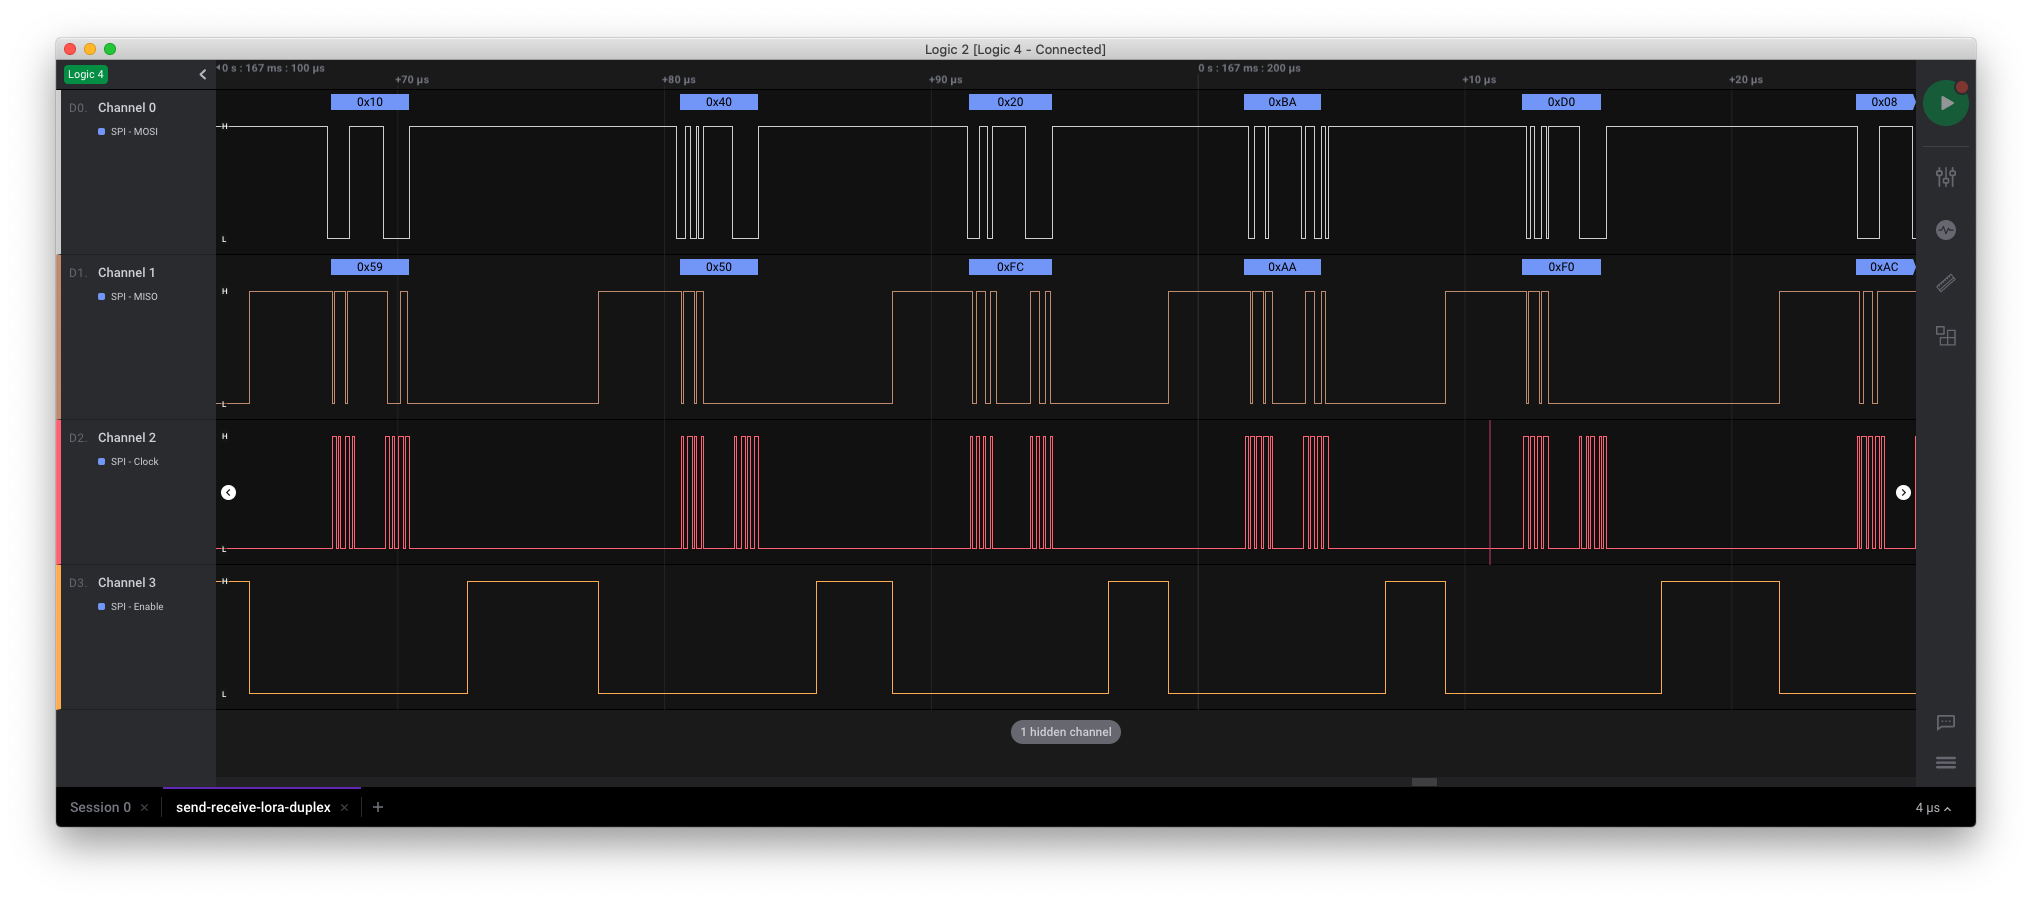 Logic 2 [Logic 4 - Connected]
Logic 4
0 s : 167 ms : 100 µs
0 s : 167 ms : 200 µs
+70 µs
+80 µs
+90 µs
+10 µs
+20 µs
D0. Channel 0
SPI - MOSI
0x10
0x40
0x20
0xBA
0xD0
0x08
H
L
D1. Channel 1
SPI - MISO
0x59
0x50
0xFC
0xAA
0xF0
0xAC
H
L
D2. Channel 2
SPI - Clock
H
L
D3. Channel 3
SPI - Enable
H
L
1 hidden channel
Session 0
send-receive-lora-duplex
4 µs